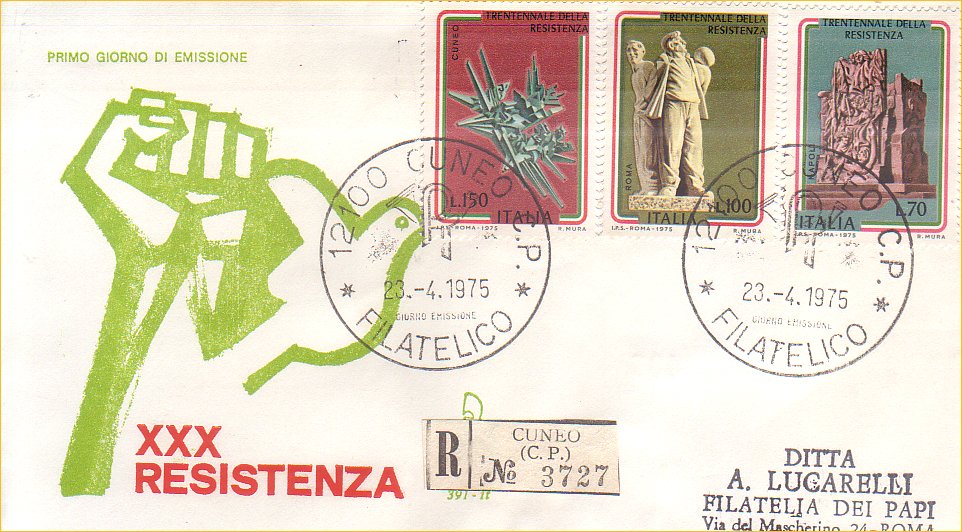 PRIMO GIORNO DI EMISSIONE
CUNEO
TRENTENNALE DELLA
RESISTENZA
L.150
ITALIA
I.P.S.-ROMA-1975
R. MURA
ROMA
TRENTENNALE DELLA
RESISTENZA
ITALIA
L.100
I.P.S.-ROMA-1975
R. MURA
TRENTENNALE DELLA
RESISTENZA
ITALIA
L.70
I.P.S.-ROMA-1975
R. MURA
12100 CUNEO C.P.
* 23.-4.1975 *
GIORNO EMISSIONE
FILATELICO
12100 CUNEO C.P.
* 23.-4.1975 *
GIORNO EMISSIONE
FILATELICO
XXX
RESISTENZA
R
CUNEO
(C. P.)
№ 3727
391 - It
DITTA
A. LUGARELLI
FILATELIA DEI PAPI
Via del Mascherino 24-ROMA